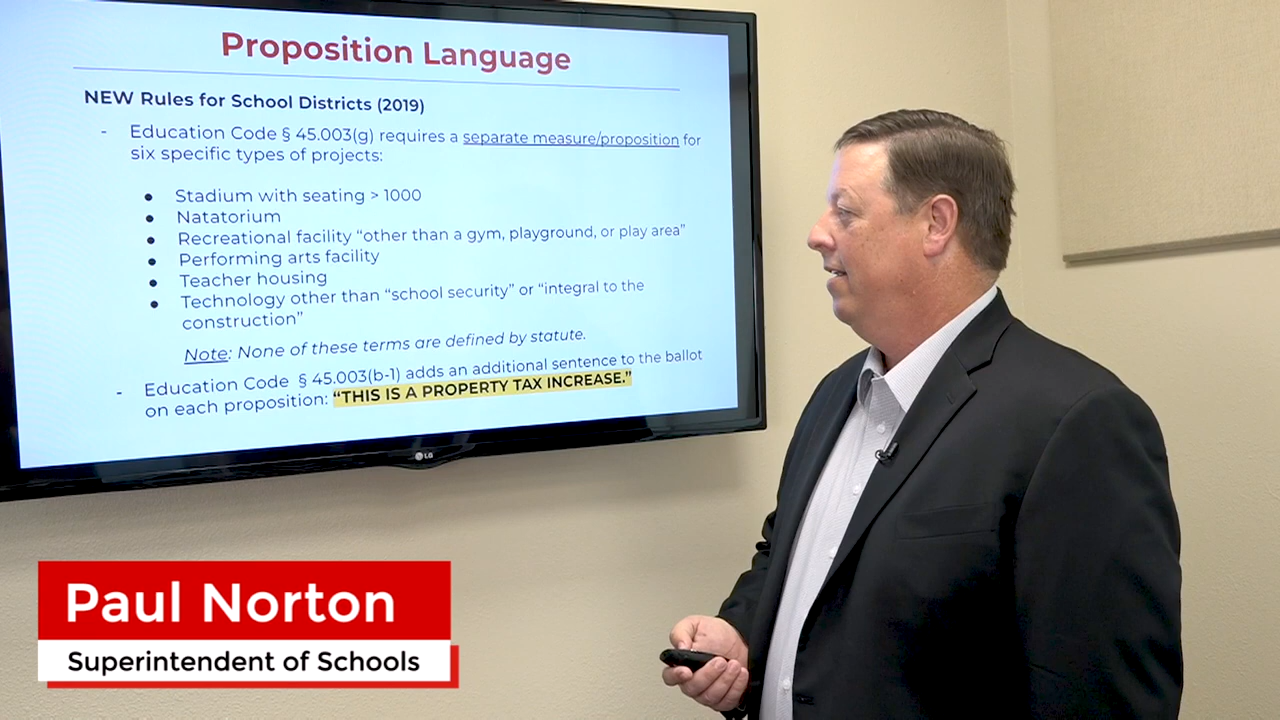 Proposition Language
NEW Rules for School Districts (2019)
- Education Code § 45.003(g) requires a separate measure/proposition for
six specific types of projects:
● Stadium with seating > 1000
● Natatorium
● Recreational facility “other than a gym, playground, or play area”
● Performing arts facility
● Teacher housing
● Technology other than “school security” or “integral to the
construction”
Note: None of these terms are defined by statute.
- Education Code § 45.003(b-1) adds an additional sentence to the ballot
on each proposition: “THIS IS A PROPERTY TAX INCREASE.”
LG
Paul Norton
Superintendent of Schools